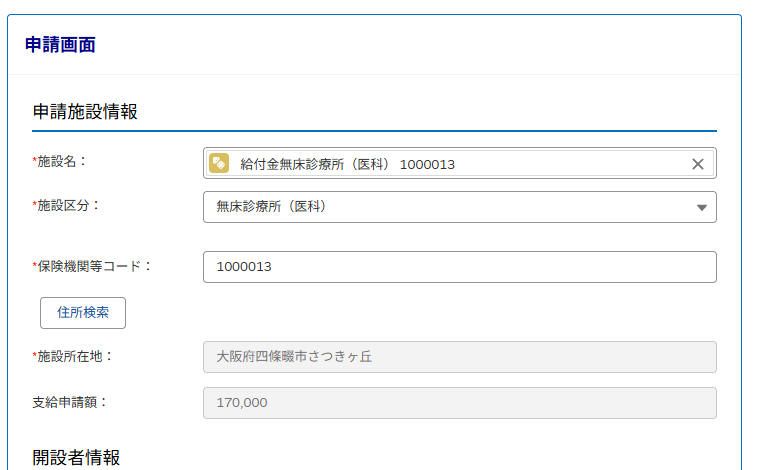 申請画面
申請施設情報
*施設名：
給付金無床診療所（医科） 1000013
*施設区分：
無床診療所（医科）
*保険機関等コード：
1000013
住所検索
*施設所在地：
大阪府四條畷市さつきヶ丘
支給申請額：
170,000
開設者情報